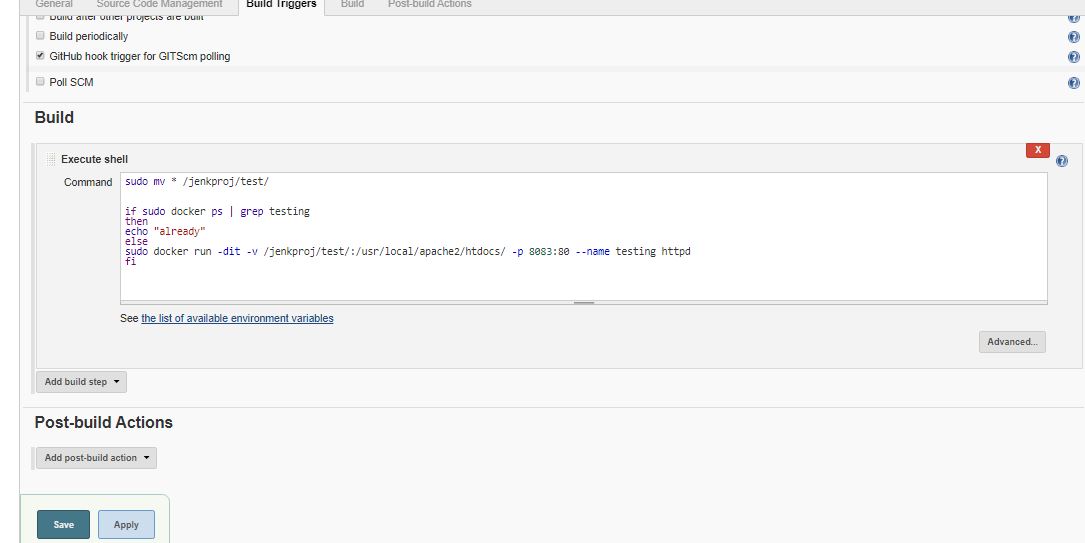 General Source Code Management Build Triggers Build Post-build Actions
Build after other projects are built
Build periodically
GitHub hook trigger for GITScm polling
Poll SCM
Build
X
Execute shell
Command
sudo mv * /jenkproj/test/
if sudo docker ps | grep testing
then
echo "already"
else
sudo docker run -dit -v /jenkproj/test/:/usr/local/apache2/htdocs/ -p 8083:80 --name testing httpd
fi
See the list of available environment variables
Advanced...
Add build step
Post-build Actions
Add post-build action
Save Apply